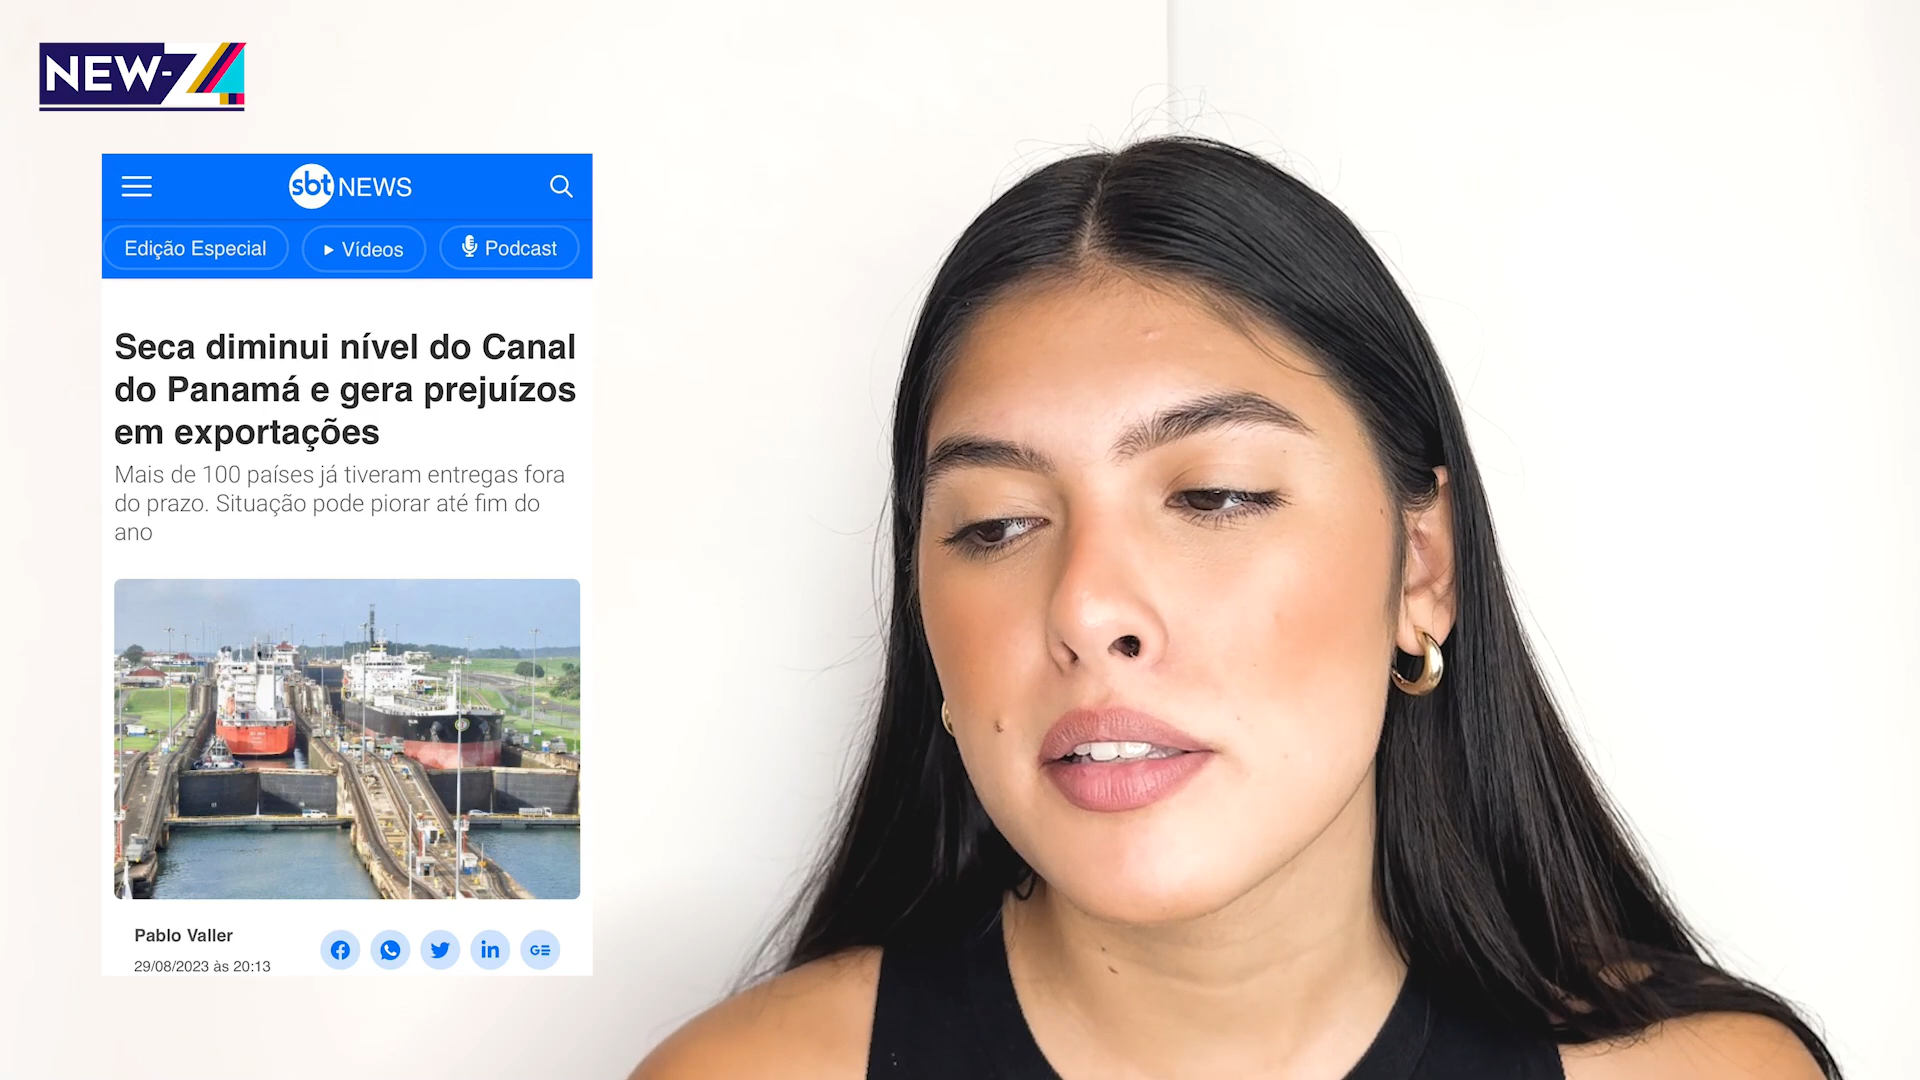 NEW-Z
sbt NEWS
Edição Especial
Vídeos
Podcast
Seca diminui nível do Canal
do Panamá e gera prejuízos
em exportações
Mais de 100 países já tiveram entregas fora
do prazo. Situação pode piorar até fim do
ano
Pablo Valler
29/08/2023 às 20:13
in
G